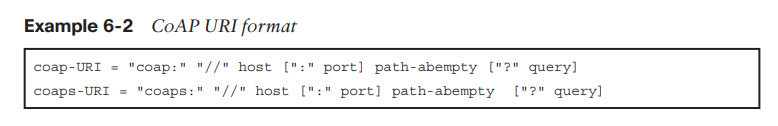 Example 6-2 CoAP URI format
coap-URI = "coap:" "//" host [":" port] path-abempty ["?" query]
coaps-URI = "coaps:" "//" host [":" port] path-abempty  ["?" query]